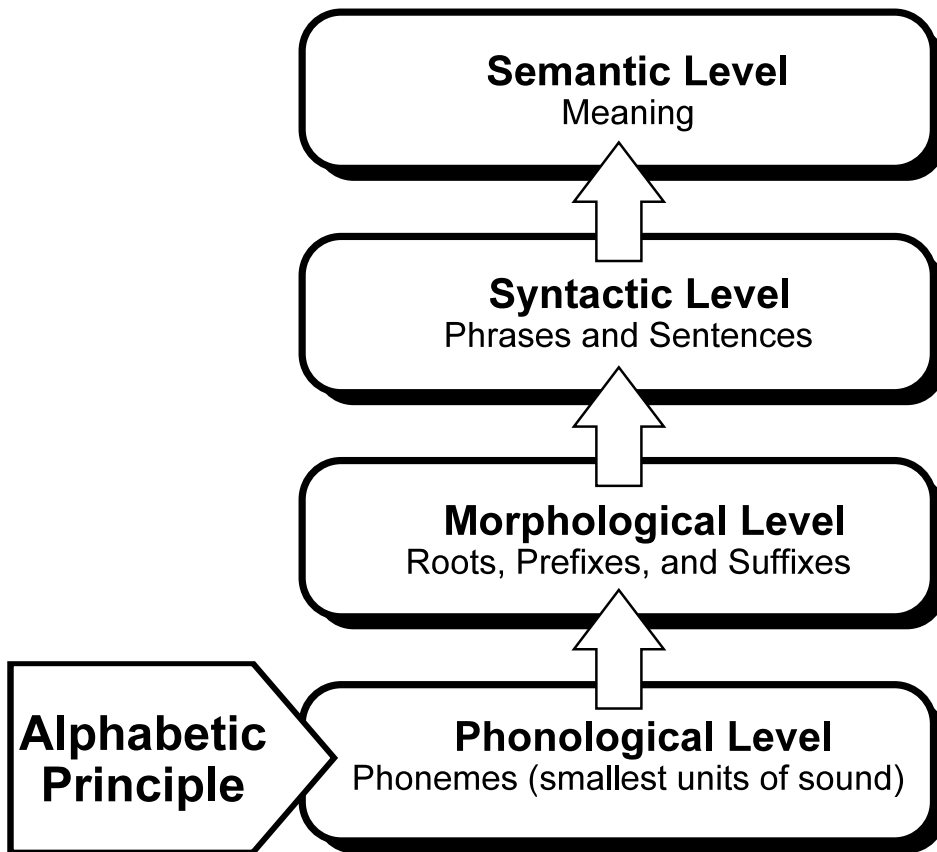 Semantic Level
Meaning
Syntactic Level
Phrases and Sentences
Morphological Level
Roots, Prefixes, and Suffixes
Alphabetic
Principle
Phonological Level
Phonemes (smallest units of sound)